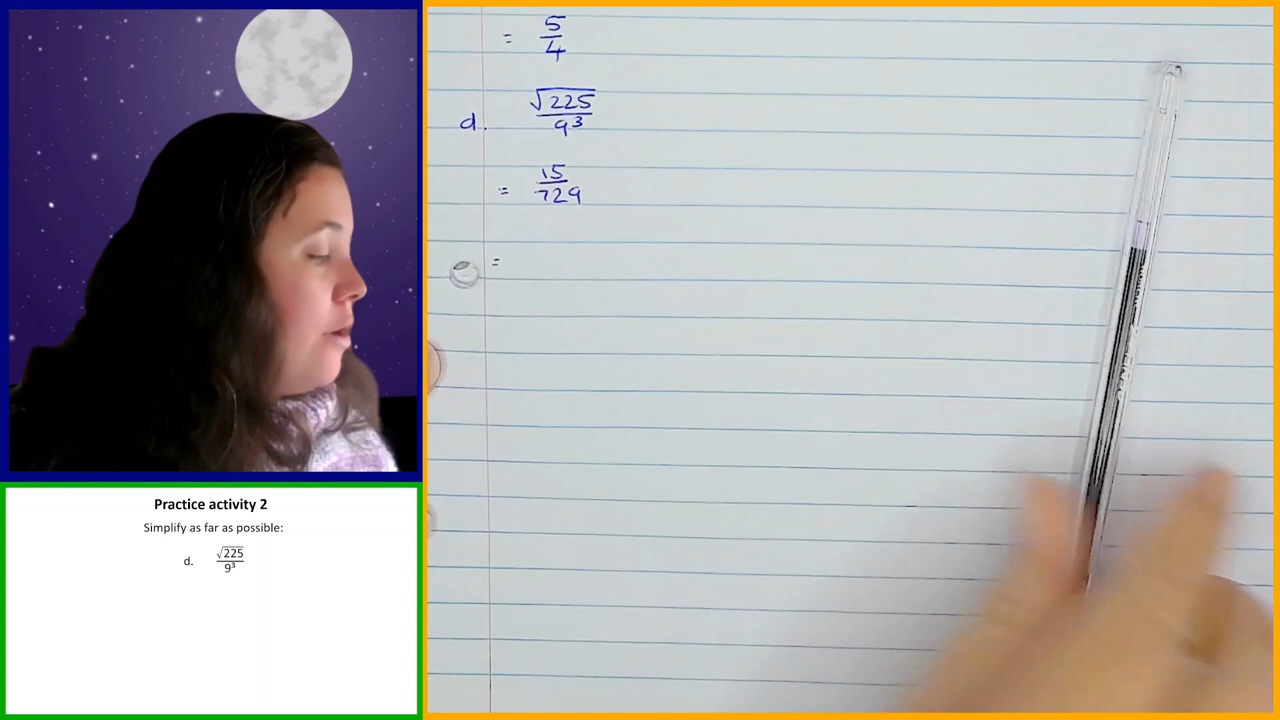 Practice activity 2
Simplify as far as possible:
d. √225
9³
= 5
4
d. √225
9³
= 15
729
=